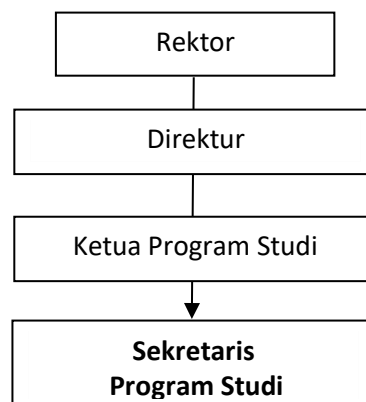 Rektor
Direktur
Ketua Program Studi
Sekretaris
Program Studi